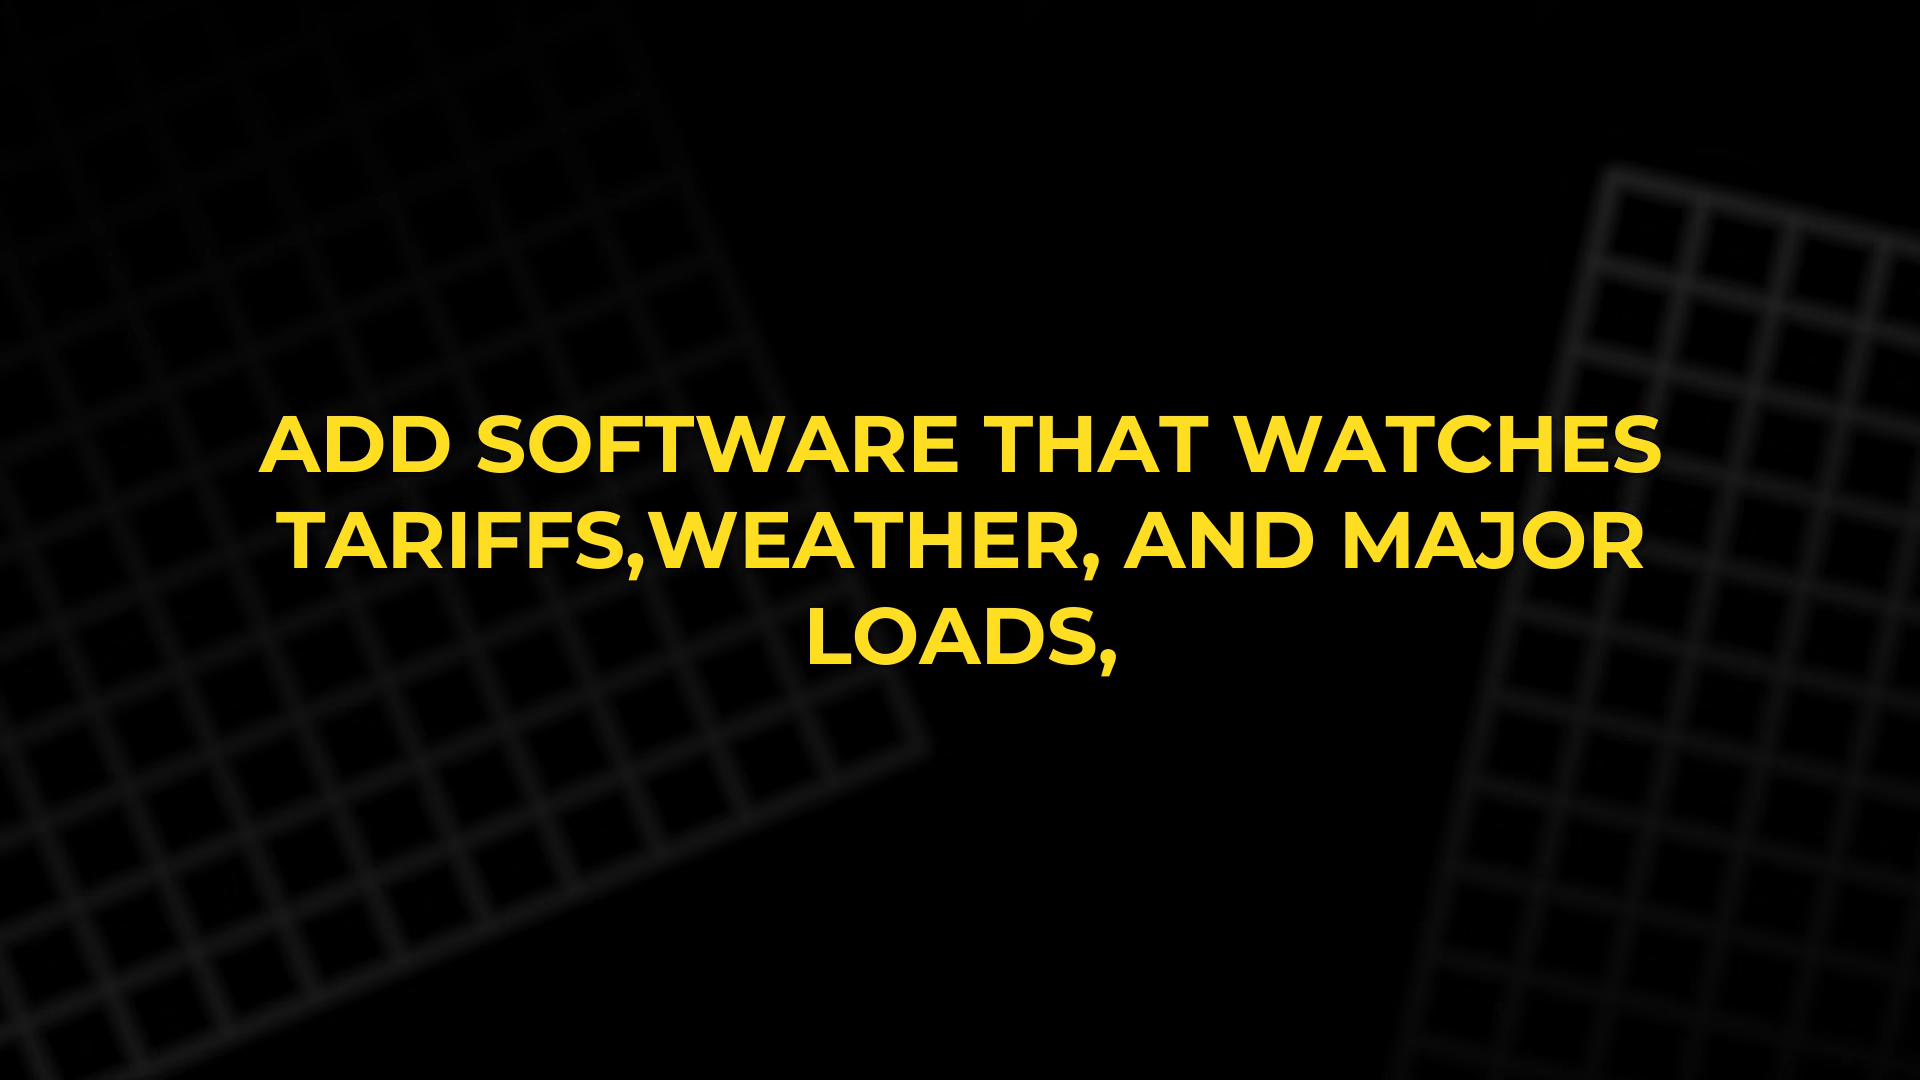 ADD SOFTWARE THAT WATCHES
TARIFFS,WEATHER, AND MAJOR
LOADS,